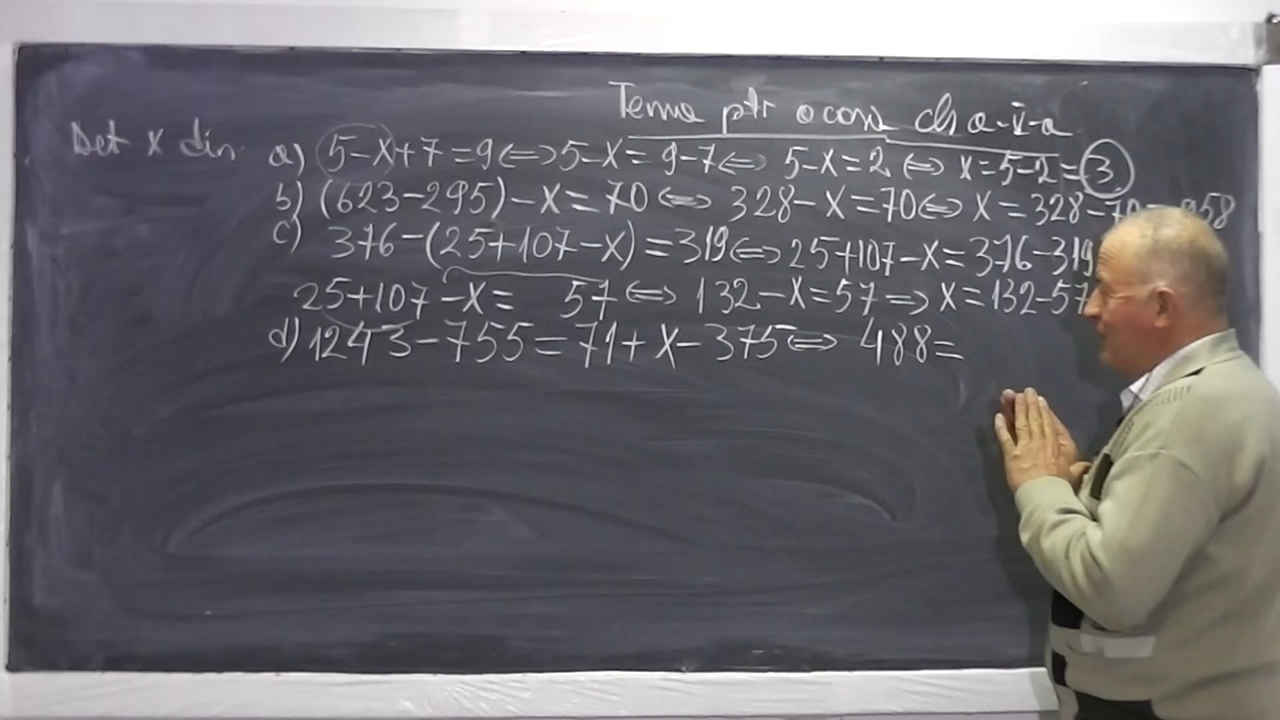 Tema ptr acasă cls a-V-a
Det x din a) 5-x+7=9⇔5-x=9-7⇔ 5-x=2 ⇔ x=5-2=3
b) (623-295)-x=70⇔ 328-x=70⇔x=328-70=258
c) 376-(25+107-x)=319⇔25+107-x=376-319
25+107-x= 57⇔ 132-x=57⇒x=132-57
d) 1243-755=71+x-375⇔ 488=